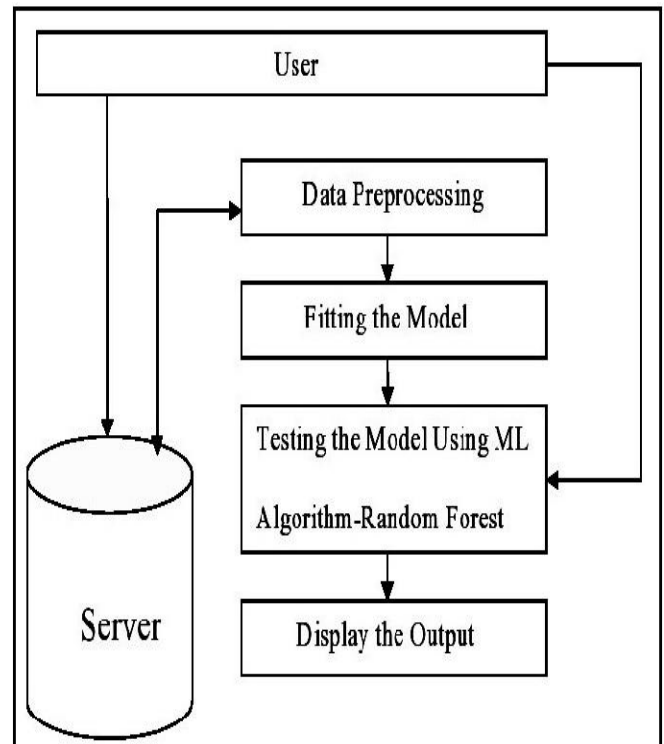 User
Data Preprocessing
Fitting the Model
Testing the Model Using ML
Algorithm-Random Forest
Display the Output
Server